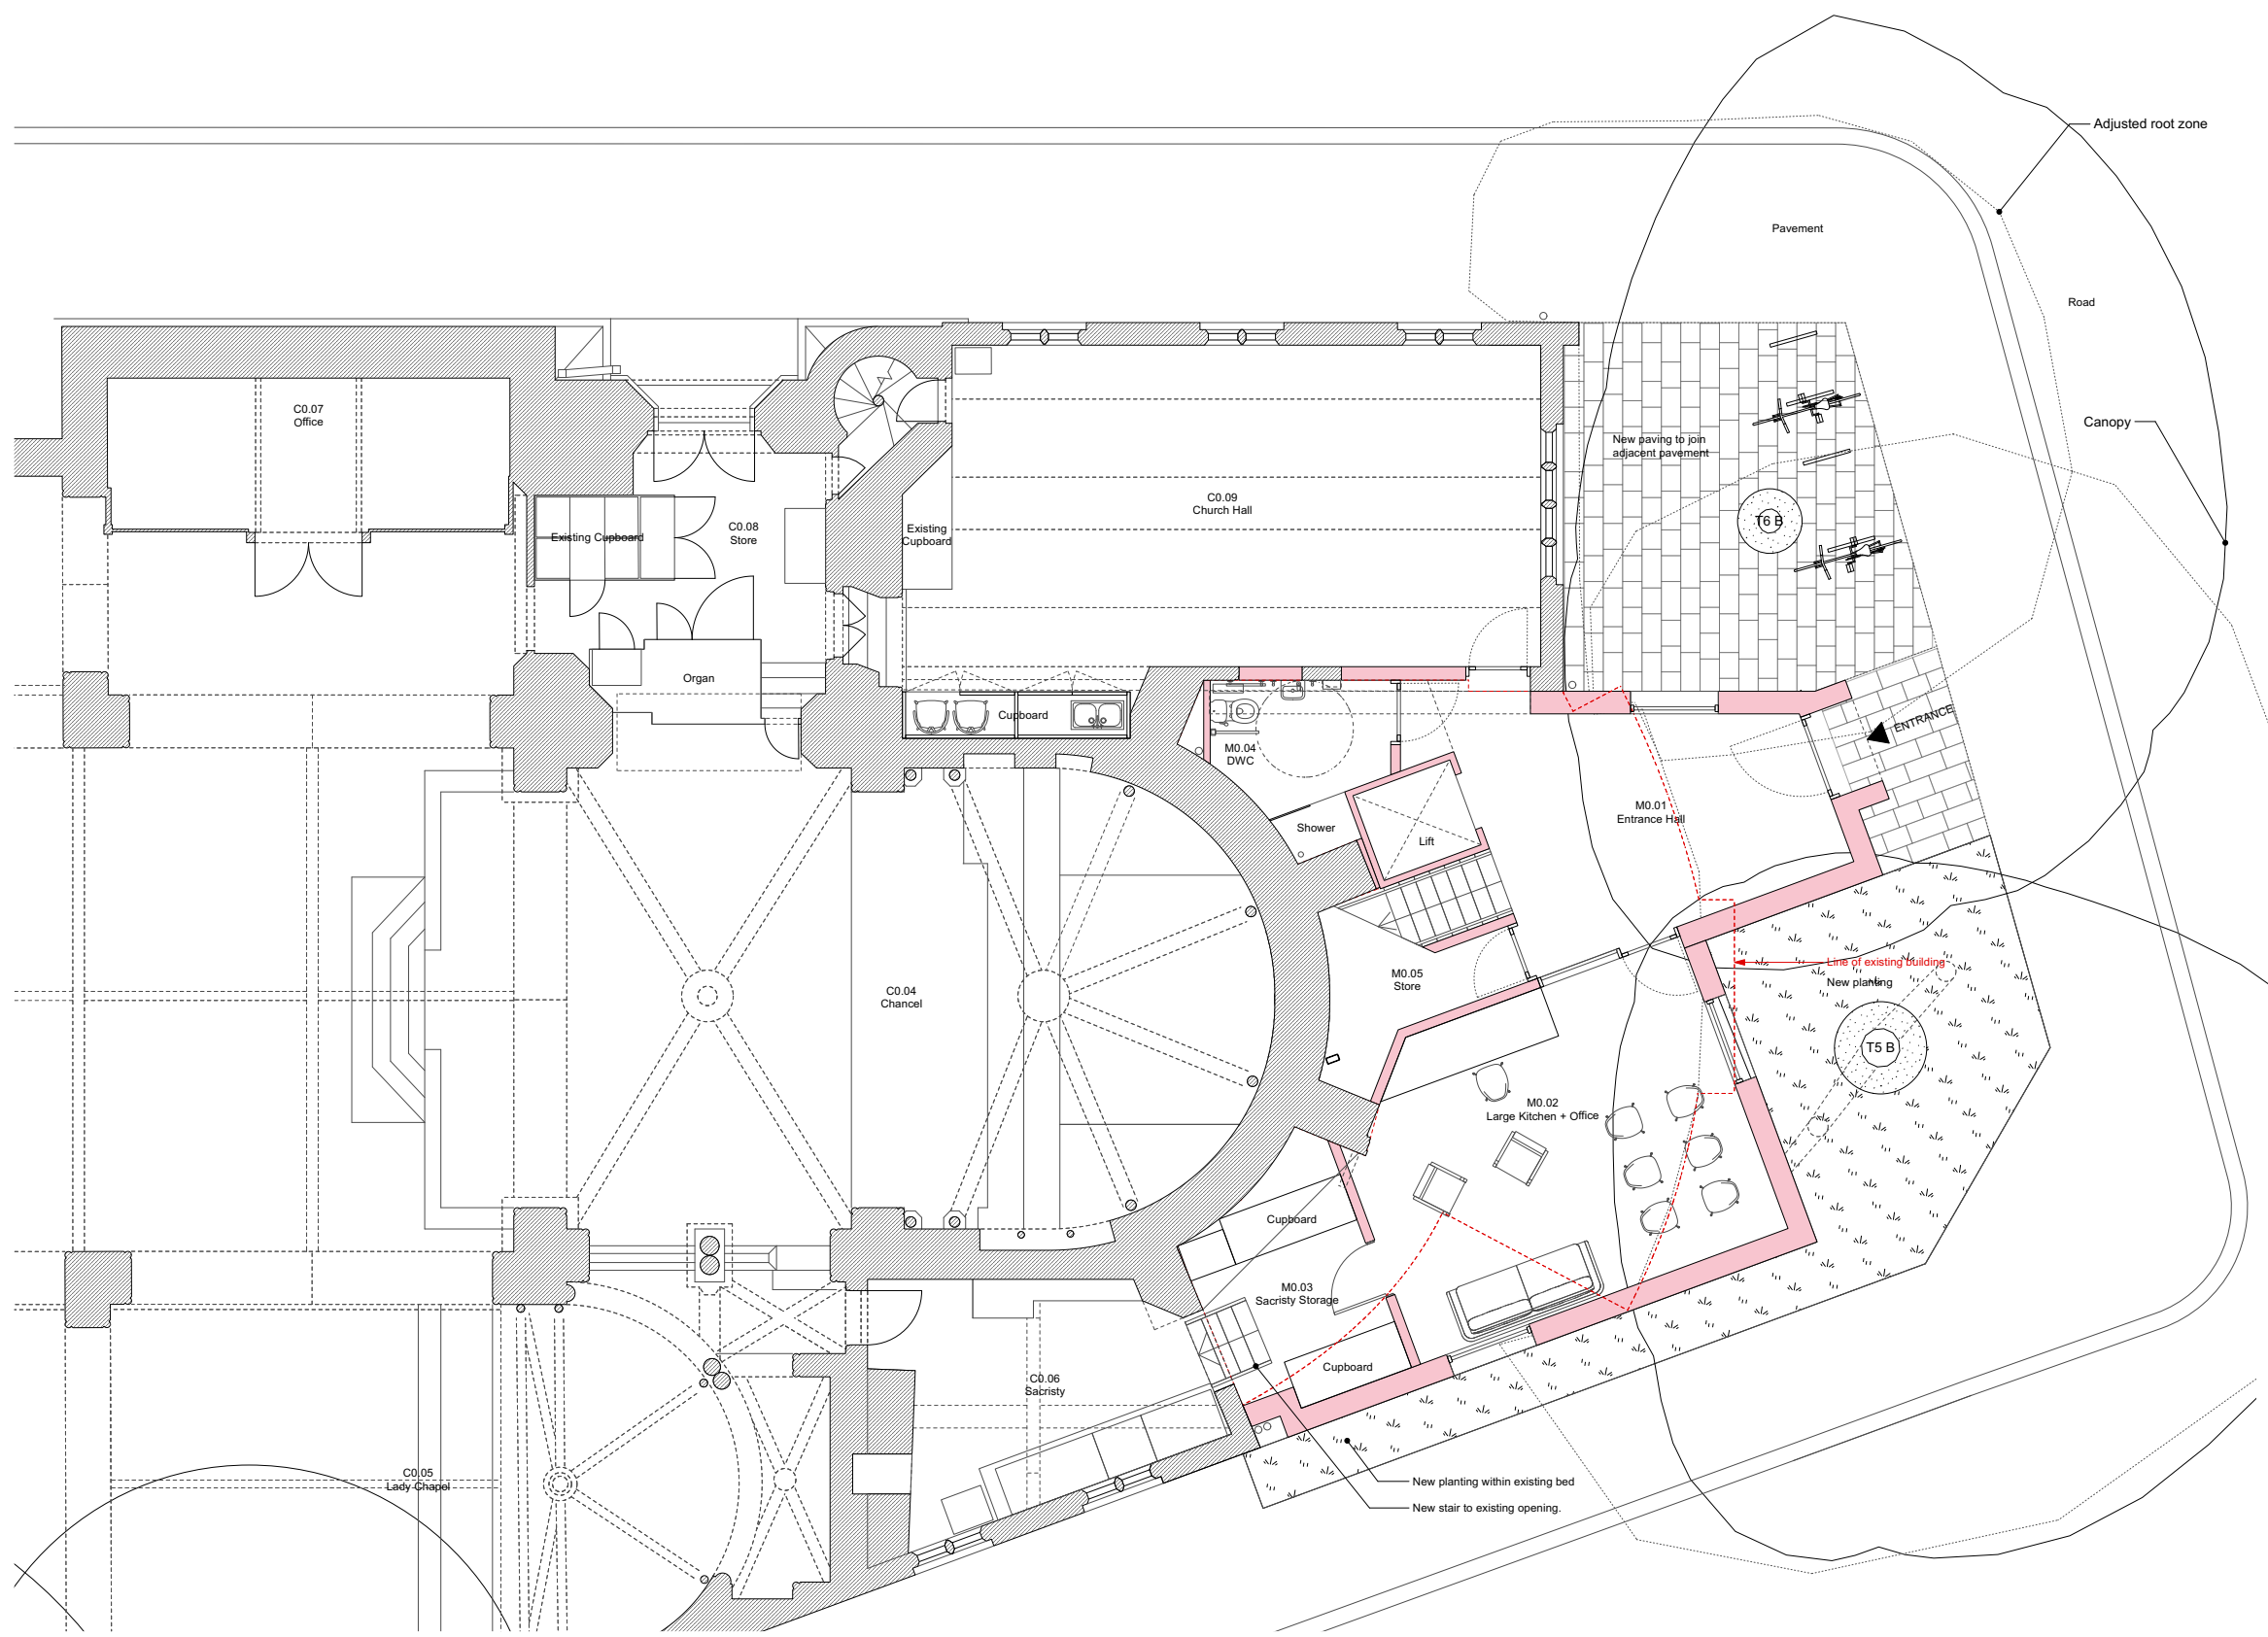 Adjusted root zone
Pavement
Road
C0.07
Office
Canopy
New paving to join
adjacent pavement
C0.09
Church Hall
T6 B
C0.08
Store
Existing
Cupboard
Existing Cupboard
Organ
Cupboard
ENTRANCE
M0.04
DWC
M0.01
Entrance Hall
Shower
Lift
Line of existing building
New planting
M0.05
Store
C0.04
Chancel
T5 B
M0.02
Large Kitchen + Office
Cupboard
M0.03
Sacristy Storage
Cupboard
C0.06
Sacristy
C0.05
Lady Chapel
New planting within existing bed
New stair to existing opening.